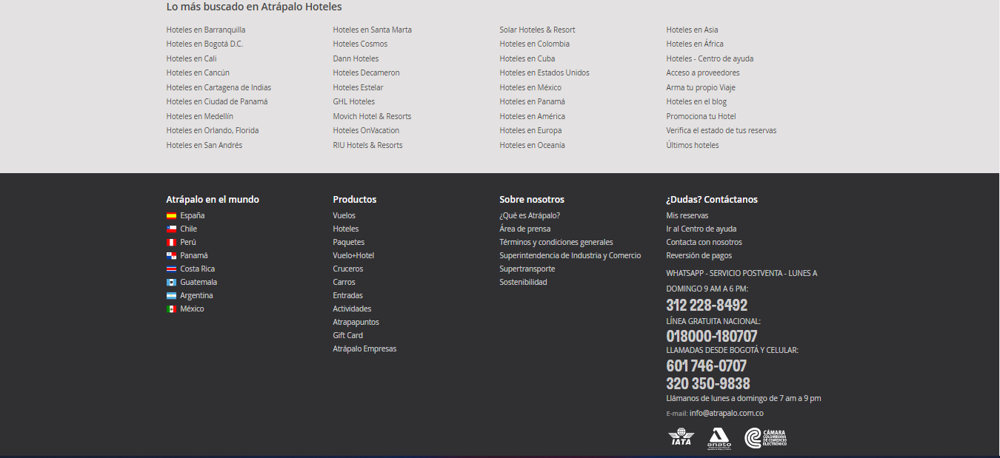 Lo más buscado en Atrápalo Hoteles
Hoteles en Barranquilla
Hoteles en Bogotá D.C.
Hoteles en Cali
Hoteles en Cancún
Hoteles en Cartagena de Indias
Hoteles en Ciudad de Panamá
Hoteles en Medellín
Hoteles en Orlando, Florida
Hoteles en San Andrés
Hoteles en Santa Marta
Hoteles Cosmos
Dann Hoteles
Hoteles Decameron
Hoteles Estelar
GHL Hoteles
Movich Hotel & Resorts
Hoteles OnVacation
RIU Hotels & Resorts
Solar Hoteles & Resort
Hoteles en Colombia
Hoteles en Cuba
Hoteles en Estados Unidos
Hoteles en México
Hoteles en Panamá
Hoteles en América
Hoteles en Europa
Hoteles en Oceanía
Hoteles en Asia
Hoteles en África
Hoteles - Centro de ayuda
Acceso a proveedores
Arma tu propio Viaje
Hoteles en el blog
Promociona tu Hotel
Verifica el estado de tus reservas
Últimos hoteles
Atrápalo en el mundo
España
Chile
Perú
Panamá
Costa Rica
Guatemala
Argentina
México
Productos
Vuelos
Hoteles
Paquetes
Vuelo+Hotel
Cruceros
Carros
Entradas
Actividades
Atrapapuntos
Gift Card
Atrápalo Empresas
Sobre nosotros
¿Qué es Atrápalo?
Área de prensa
Términos y condiciones generales
Superintendencia de Industria y Comercio
Supertransporte
Sostenibilidad
¿Dudas? Contáctanos
Mis reservas
Ir al Centro de ayuda
Contacta con nosotros
Reversión de pagos
WHATSAPP - SERVICIO POSTVENTA - LUNES A
DOMINGO 9 AM A 6 PM:
312 228-8492
LÍNEA GRATUITA NACIONAL:
018000-180707
LLAMADAS DESDE BOGOTÁ Y CELULAR:
601 746-0707
320 350-9838
Llámanos de lunes a domingo de 7 am a 9 pm
E-mail: info@atrapalo.com.co
IATA
anato
CÁMARA
COLOMBIANA
DE COMERCIO
ELECTRÓNICO